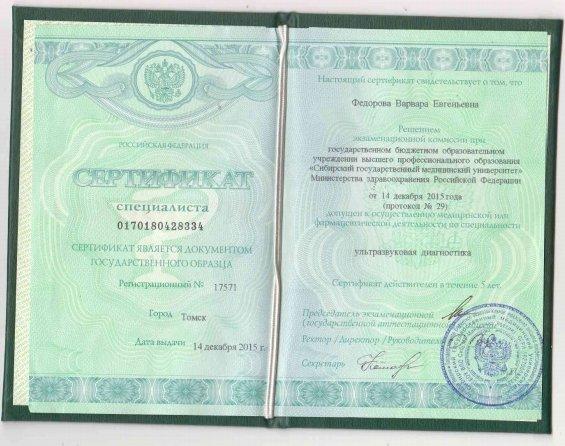 РОССИЙСКАЯ ФЕДЕРАЦИЯ
СЕРТИФИКАТ
специалиста
0170180428334
СЕРТИФИКАТ ЯВЛЯЕТСЯ ДОКУМЕНТОМ
ГОСУДАРСТВЕННОГО ОБРАЗЦА
Регистрационный № 17571
Город Томск
Дата выдачи 14 декабря 2015 г.
Настоящий сертификат свидетельствует о том, что
Федорова Варвара Евгеньевна
Решением
экзаменационной комиссии при
государственном бюджетном образовательном
учреждении высшего профессионального образования
«Сибирский государственный медицинский университет»
Министерства здравоохранения Российской Федерации
от 14 декабря 2015 года
(протокол № 29)
допущен к осуществлению медицинской или
фармацевтической деятельности по специальности
ультразвуковая диагностика
Сертификат действителен в течение 5 лет.
Председатель экзаменационной
(государственной аттестационной
Ректор / Директор / Руководитель
Секретарь